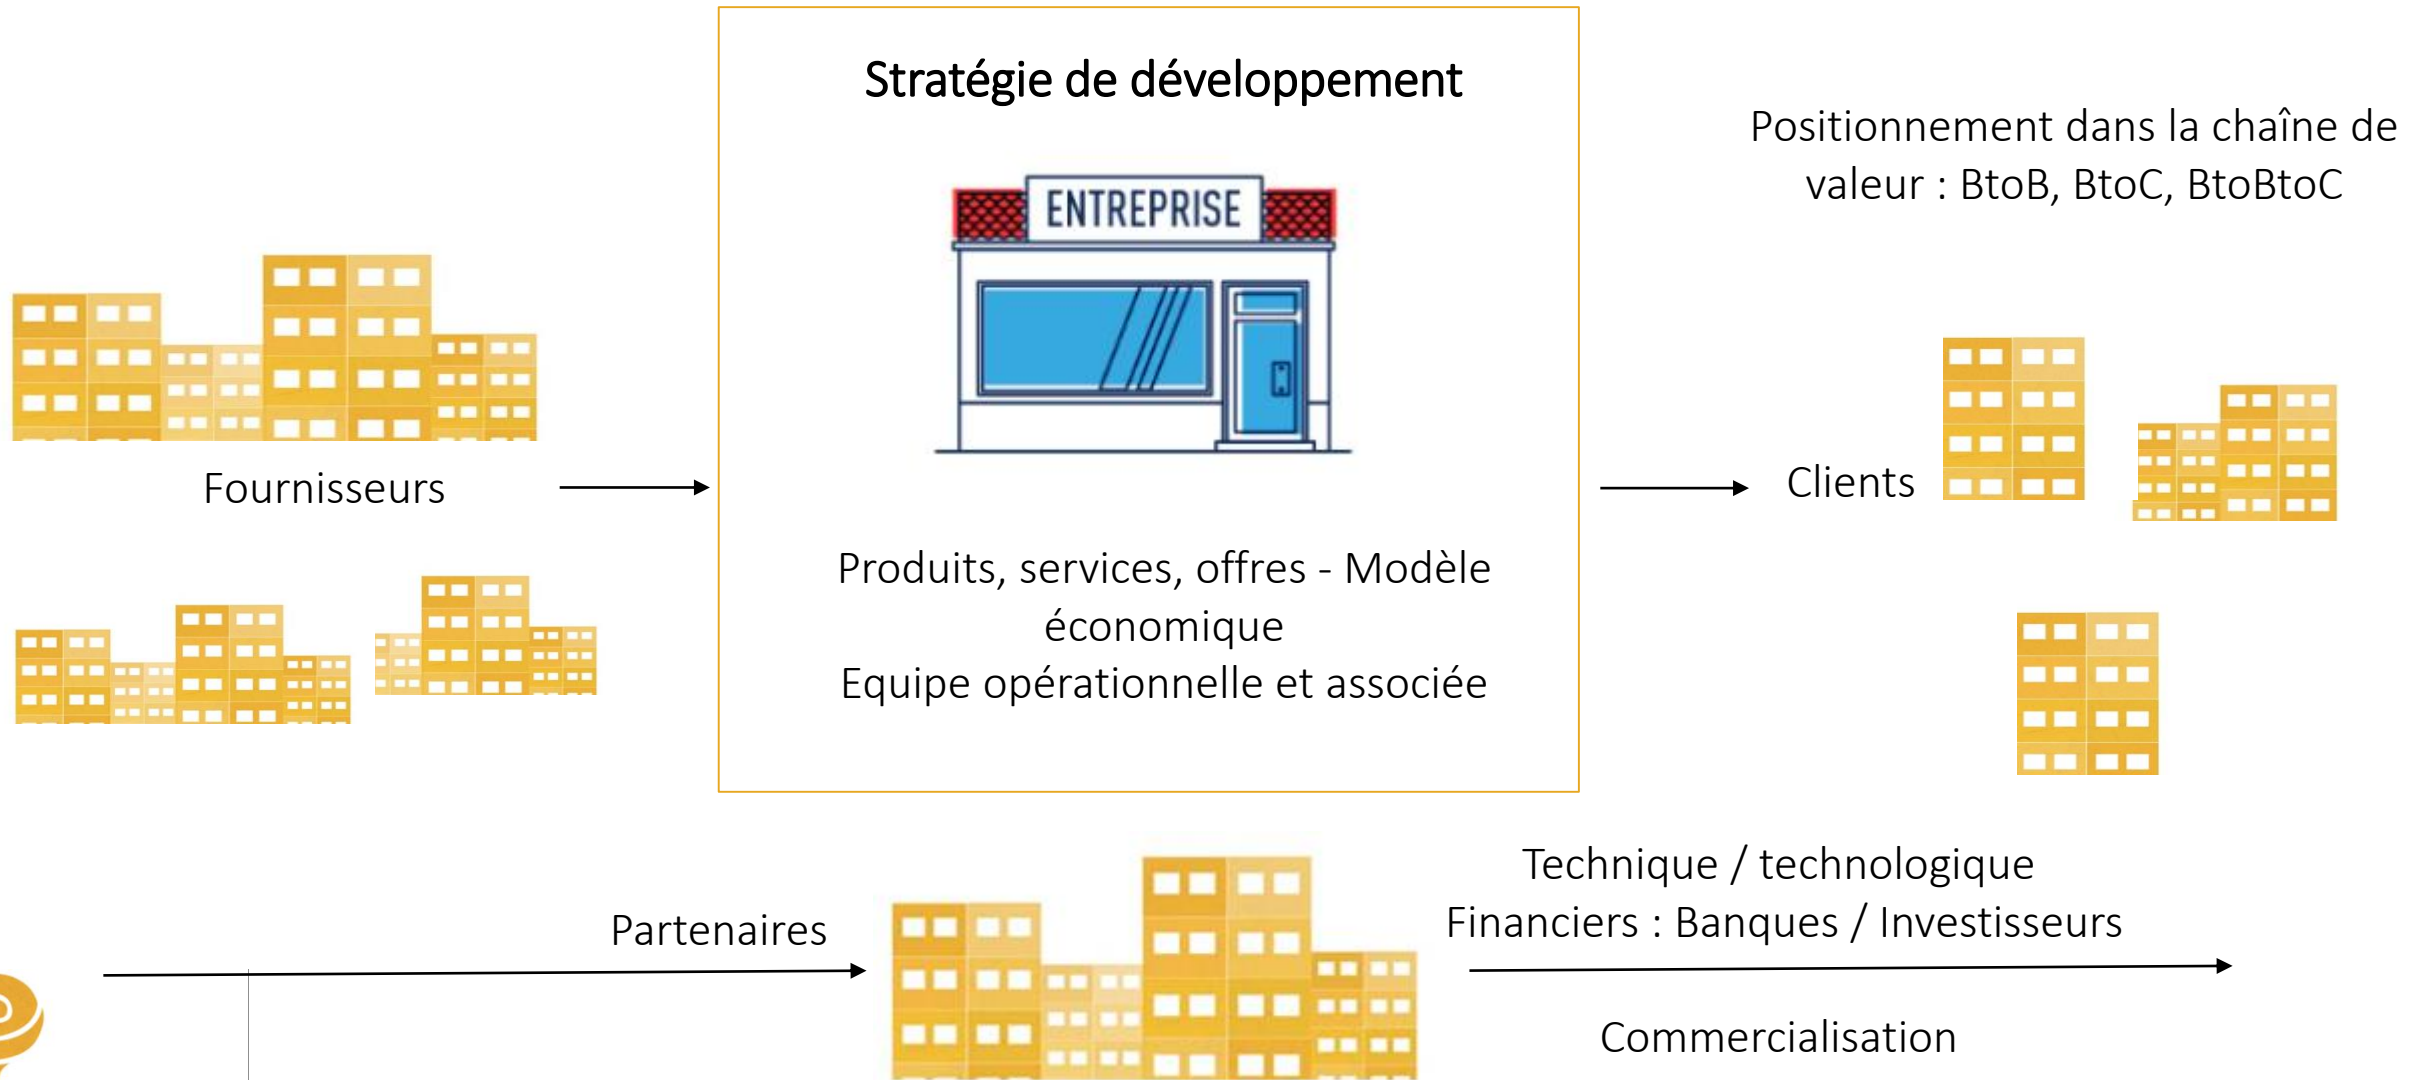 Stratégie de développement
ENTREPRISE
Positionnement dans la chaîne de
valeur : BtoB, BtoC, BtoBtoC
Fournisseurs
Clients
Produits, services, offres - Modèle
économique
Equipe opérationnelle et associée
Partenaires
Technique / technologique
Financiers : Banques / Investisseurs
Commercialisation